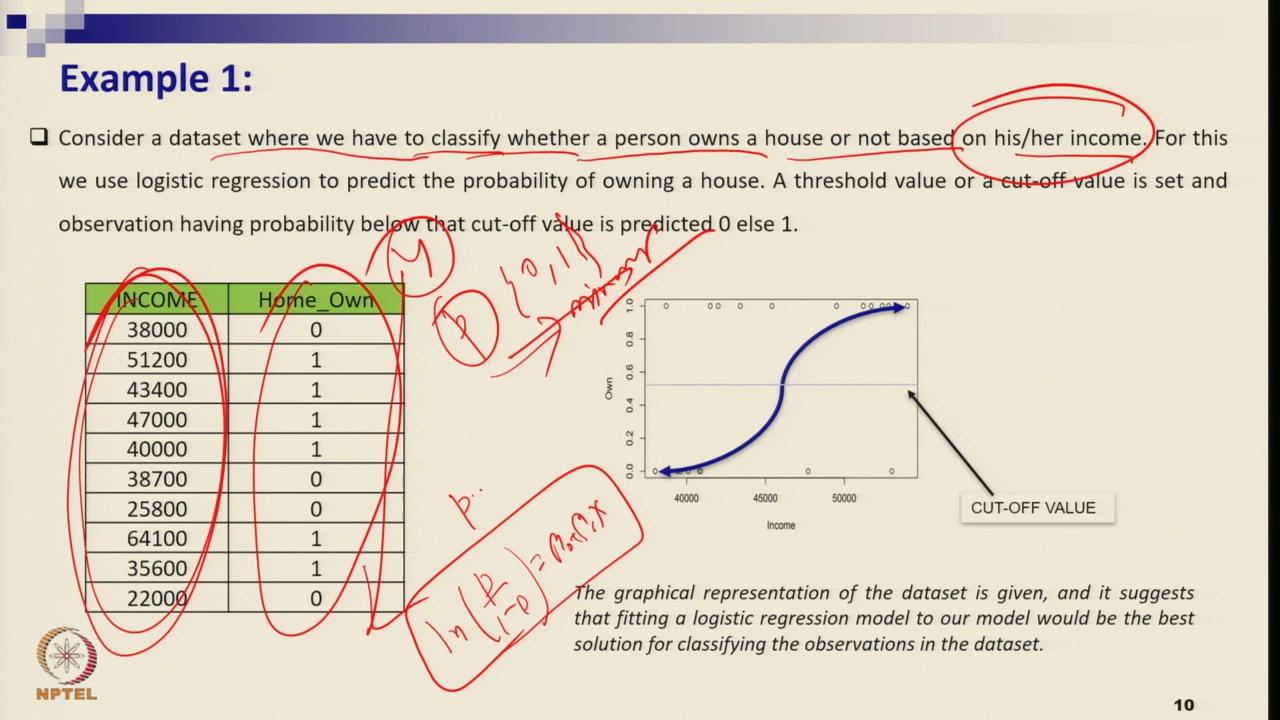 Example 1:
Consider a dataset where we have to classify whether a person owns a house or not based on his/her income. For this
we use logistic regression to predict the probability of owning a house. A threshold value or a cut-off value is set and
observation having probability below that cut-off value is predicted 0 else 1.
y
p {0,1}
INCOME Home_Own
38000 0
51200 1
43400 1
47000 1
40000 1
38700 0
25800 0
64100 1
35600 1
22000 0
Own
1.0
0.8
0.6
0.4
0.2
0.0
40000 45000 50000
Income
CUT-OFF VALUE
p..
ln(p/1-p) = β0+β1x
The graphical representation of the dataset is given, and it suggests
that fitting a logistic regression model to our model would be the best
solution for classifying the observations in the dataset.
NPTEL
10